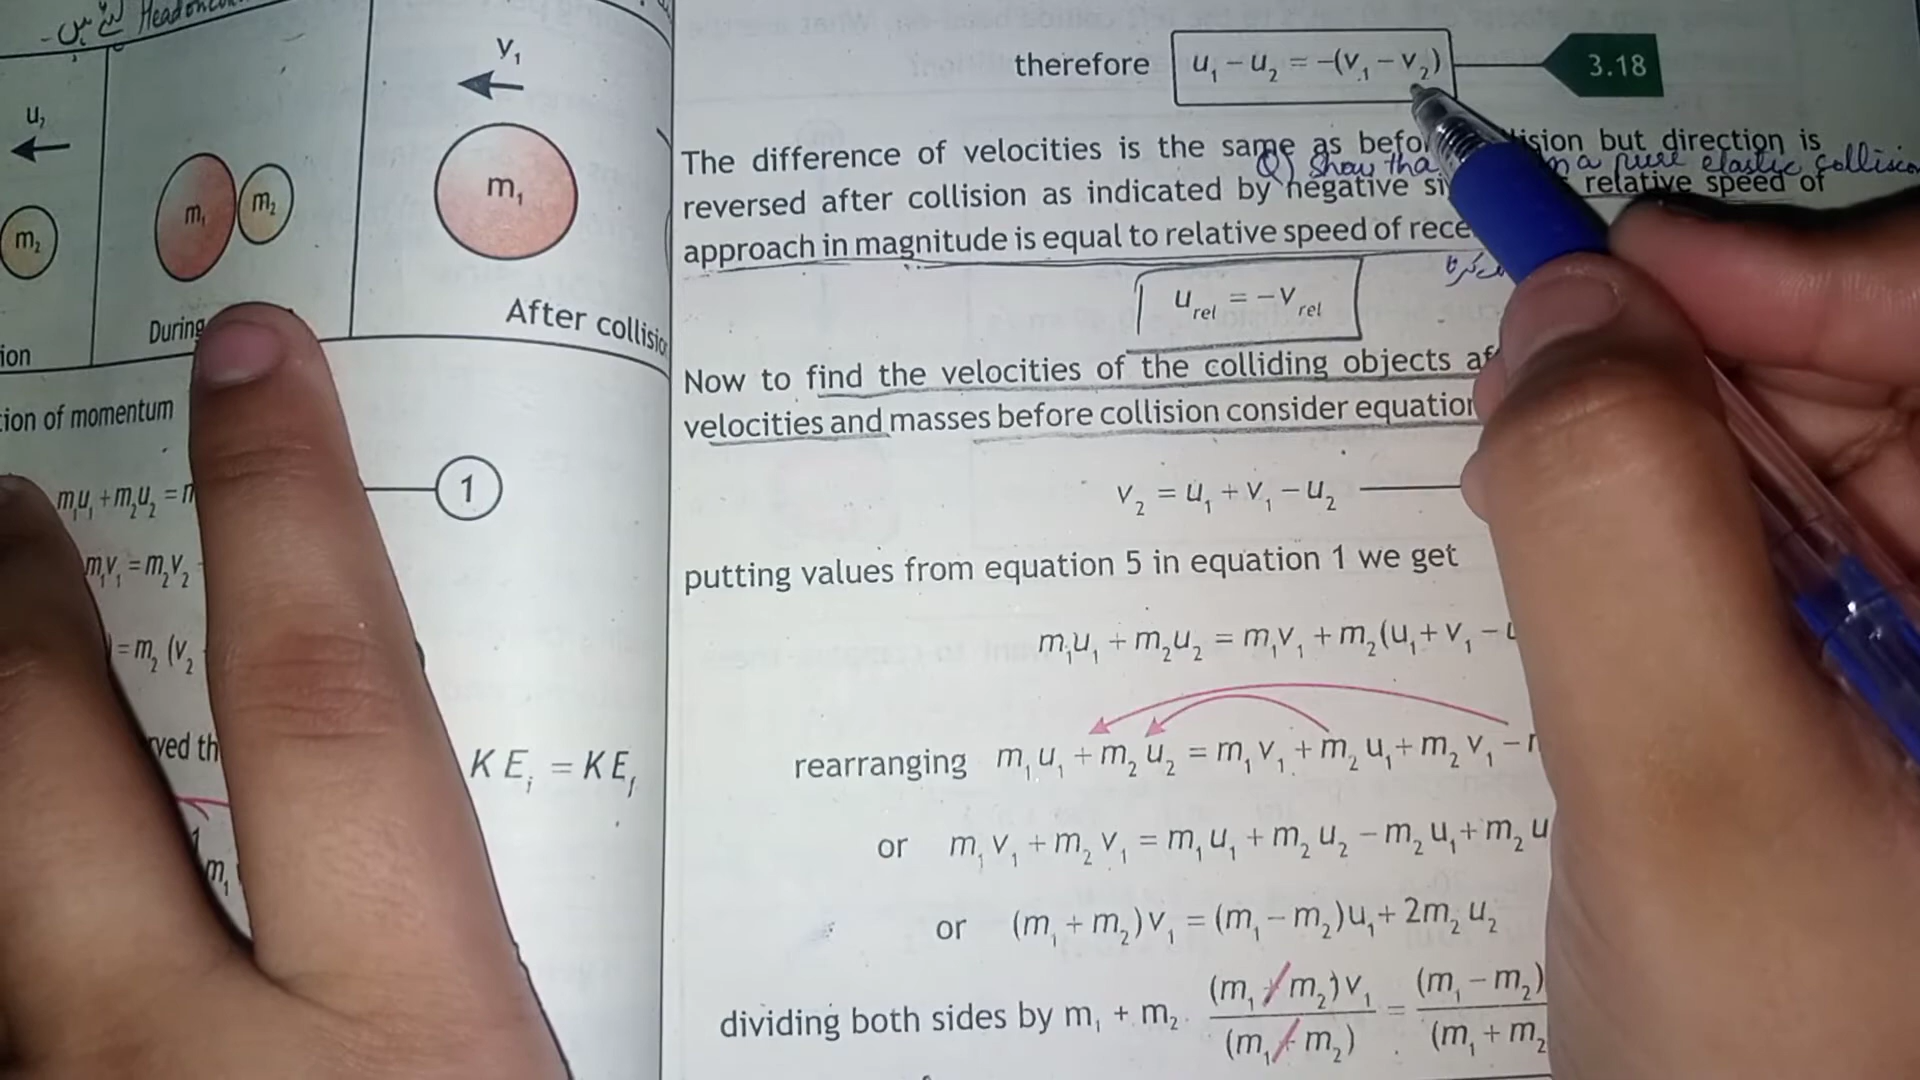 Headon
u₂
m₂
ion
m₁ m₂
During
v₁
m₁
After collisio
ion of momentum
m₁u₁ + m₂u₂ =
1
m₁v₁ = m₂v₂
= m₂ (v₂
ved th
KEᵢ = KE_f
m₁
therefore u₁ − u₂ = −(v₁ − v₂) 3.18
The difference of velocities is the same as befo ision but direction is
Q) Show tha in a pure elastic collision
reversed after collision as indicated by negative si relative speed of
approach in magnitude is equal to relative speed of rece
u_rel = −v_rel
Now to find the velocities of the colliding objects af
velocities and masses before collision consider equation
v₂ = u₁ + v₁ − u₂
putting values from equation 5 in equation 1 we get
m₁u₁ + m₂u₂ = m₁v₁ + m₂(u₁ + v₁ −
rearranging m₁u₁ + m₂u₂ = m₁v₁ + m₂u₁ + m₂v₁ −
or m₁v₁ + m₂v₁ = m₁u₁ + m₂u₂ − m₂u₁ + m₂u
or (m₁ + m₂)v₁ = (m₁ − m₂)u₁ + 2m₂u₂
dividing both sides by m₁ + m₂ (m₁ + m₂)v₁ / (m₁ + m₂) = (m₁ − m₂) / (m₁ + m₂